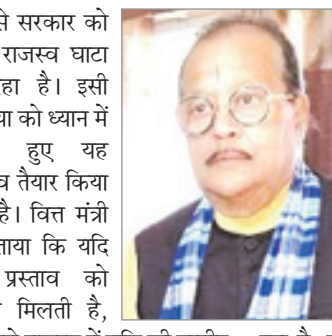 से सरकार को
राजस्व घाटा
हा है। इसी
या को ध्यान में
हुए यह
व तैयार किया
है। वित्त मंत्री
ताया कि यदि
प्रस्ताव को
मिलती है,